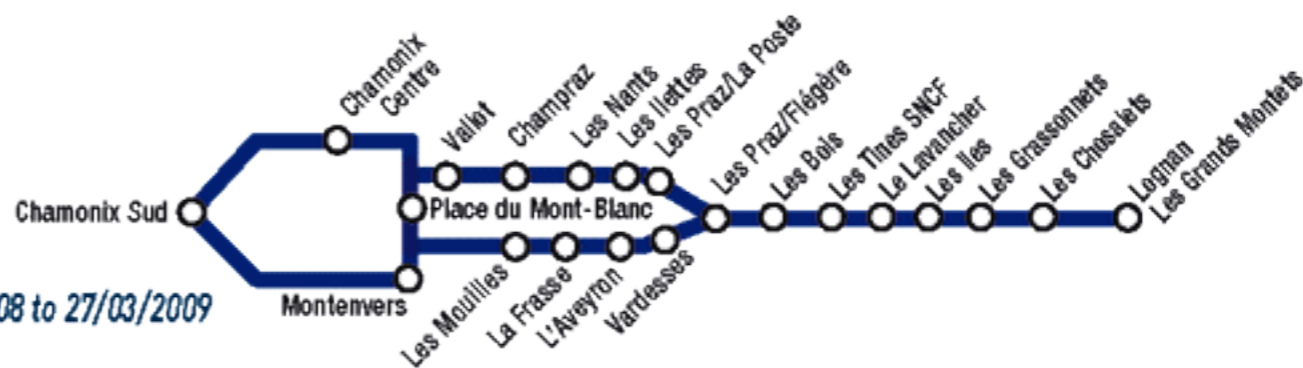 Chamonix
Centre
Vallot
Champraz
Les Nants
Les Ilettes
Les Praz/La Poste
Les Praz/Flégère
Les Bois
Les Tines SNCF
Le Lavancher
Les Iles
Les Grassonnets
Les Chosalets
Lognan
Les Grands Montets
Chamonix Sud
Place du Mont-Blanc
Montenvers
Les Mouilles
La Frasse
L'Aveyron
Vardesses
08 to 27/03/2009